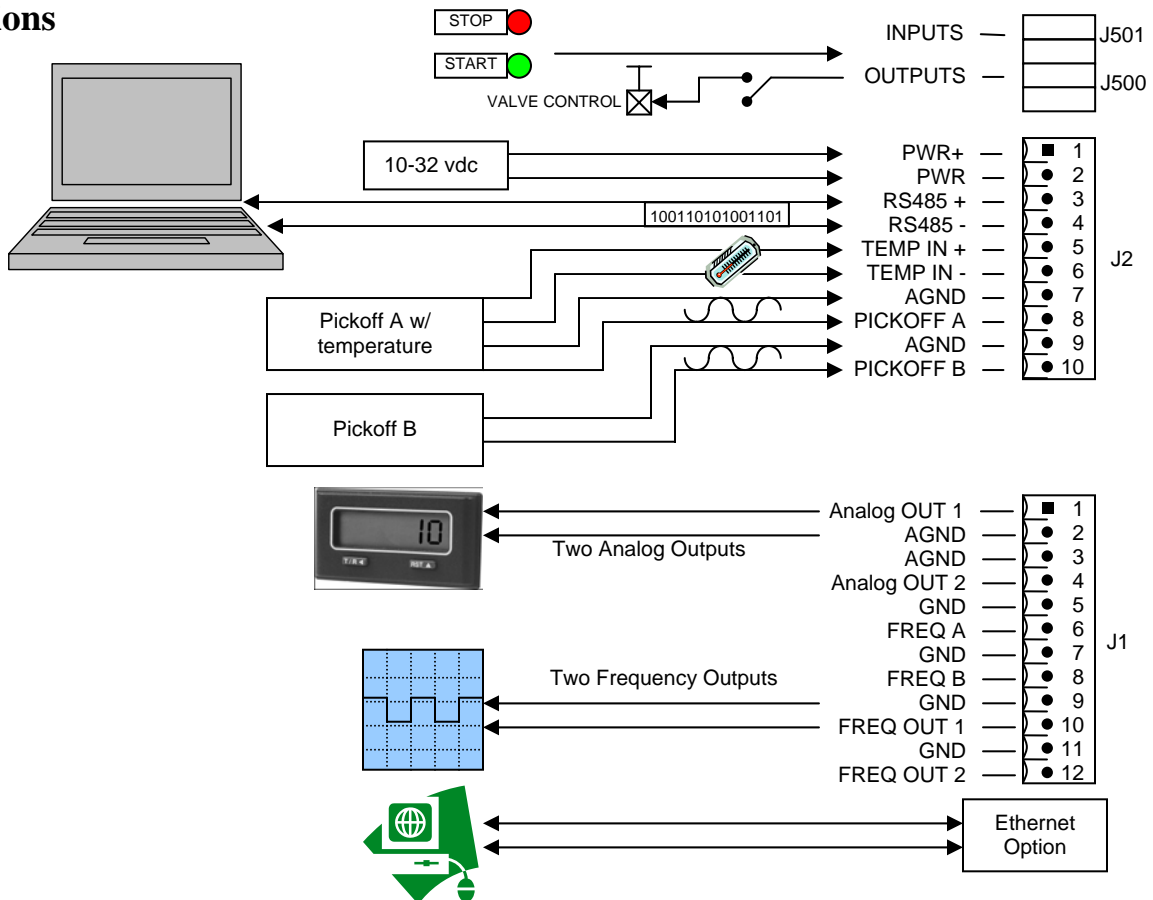 ions
STOP
START
VALVE CONTROL
INPUTS
OUTPUTS
J501
J500
10-32 vdc
100110101001101
PWR+ 1
PWR 2
RS485 + 3
RS485 - 4
TEMP IN + 5
TEMP IN - 6
AGND 7
PICKOFF A 8
AGND 9
PICKOFF B 10
J2
Pickoff A w/
temperature
Pickoff B
10
T/R◄ RST▲
Two Analog Outputs
Analog OUT 1 1
AGND 2
AGND 3
Analog OUT 2 4
GND 5
FREQ A 6
GND 7
FREQ B 8
GND 9
FREQ OUT 1 10
GND 11
FREQ OUT 2 12
J1
Two Frequency Outputs
Ethernet
Option